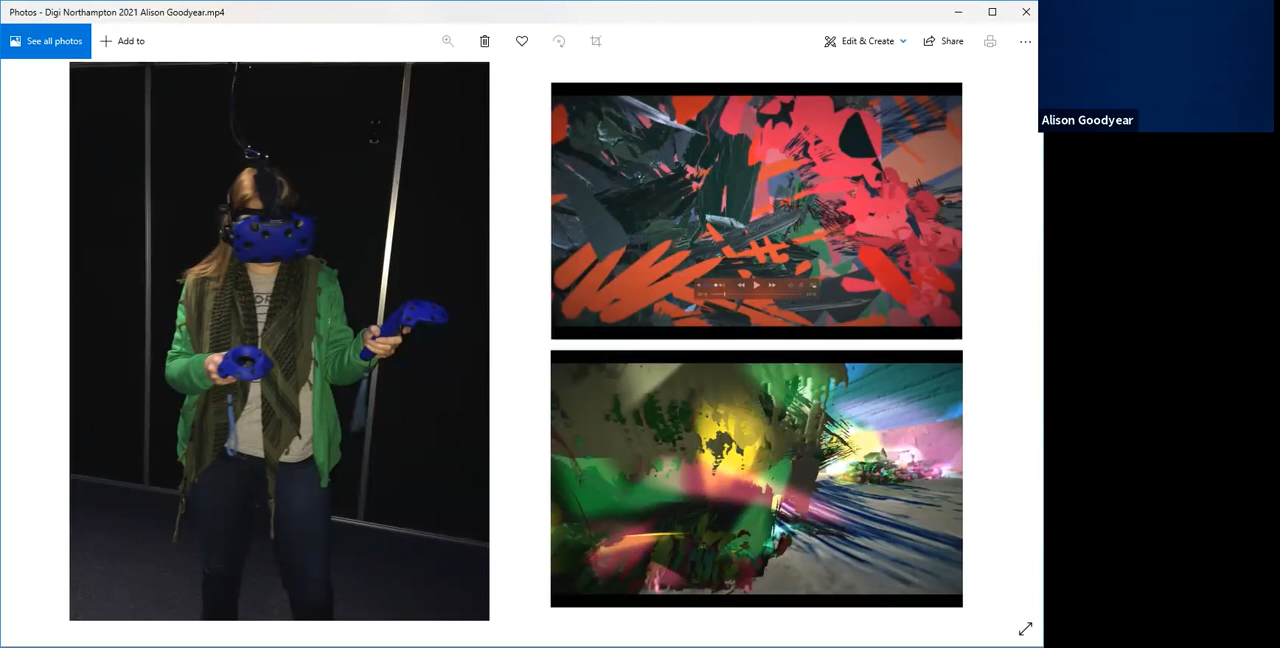 Photos - Digi Northampton 2021 Alison Goodyear.mp4
See all photos
Add to
Edit & Create
Share
Alison Goodyear